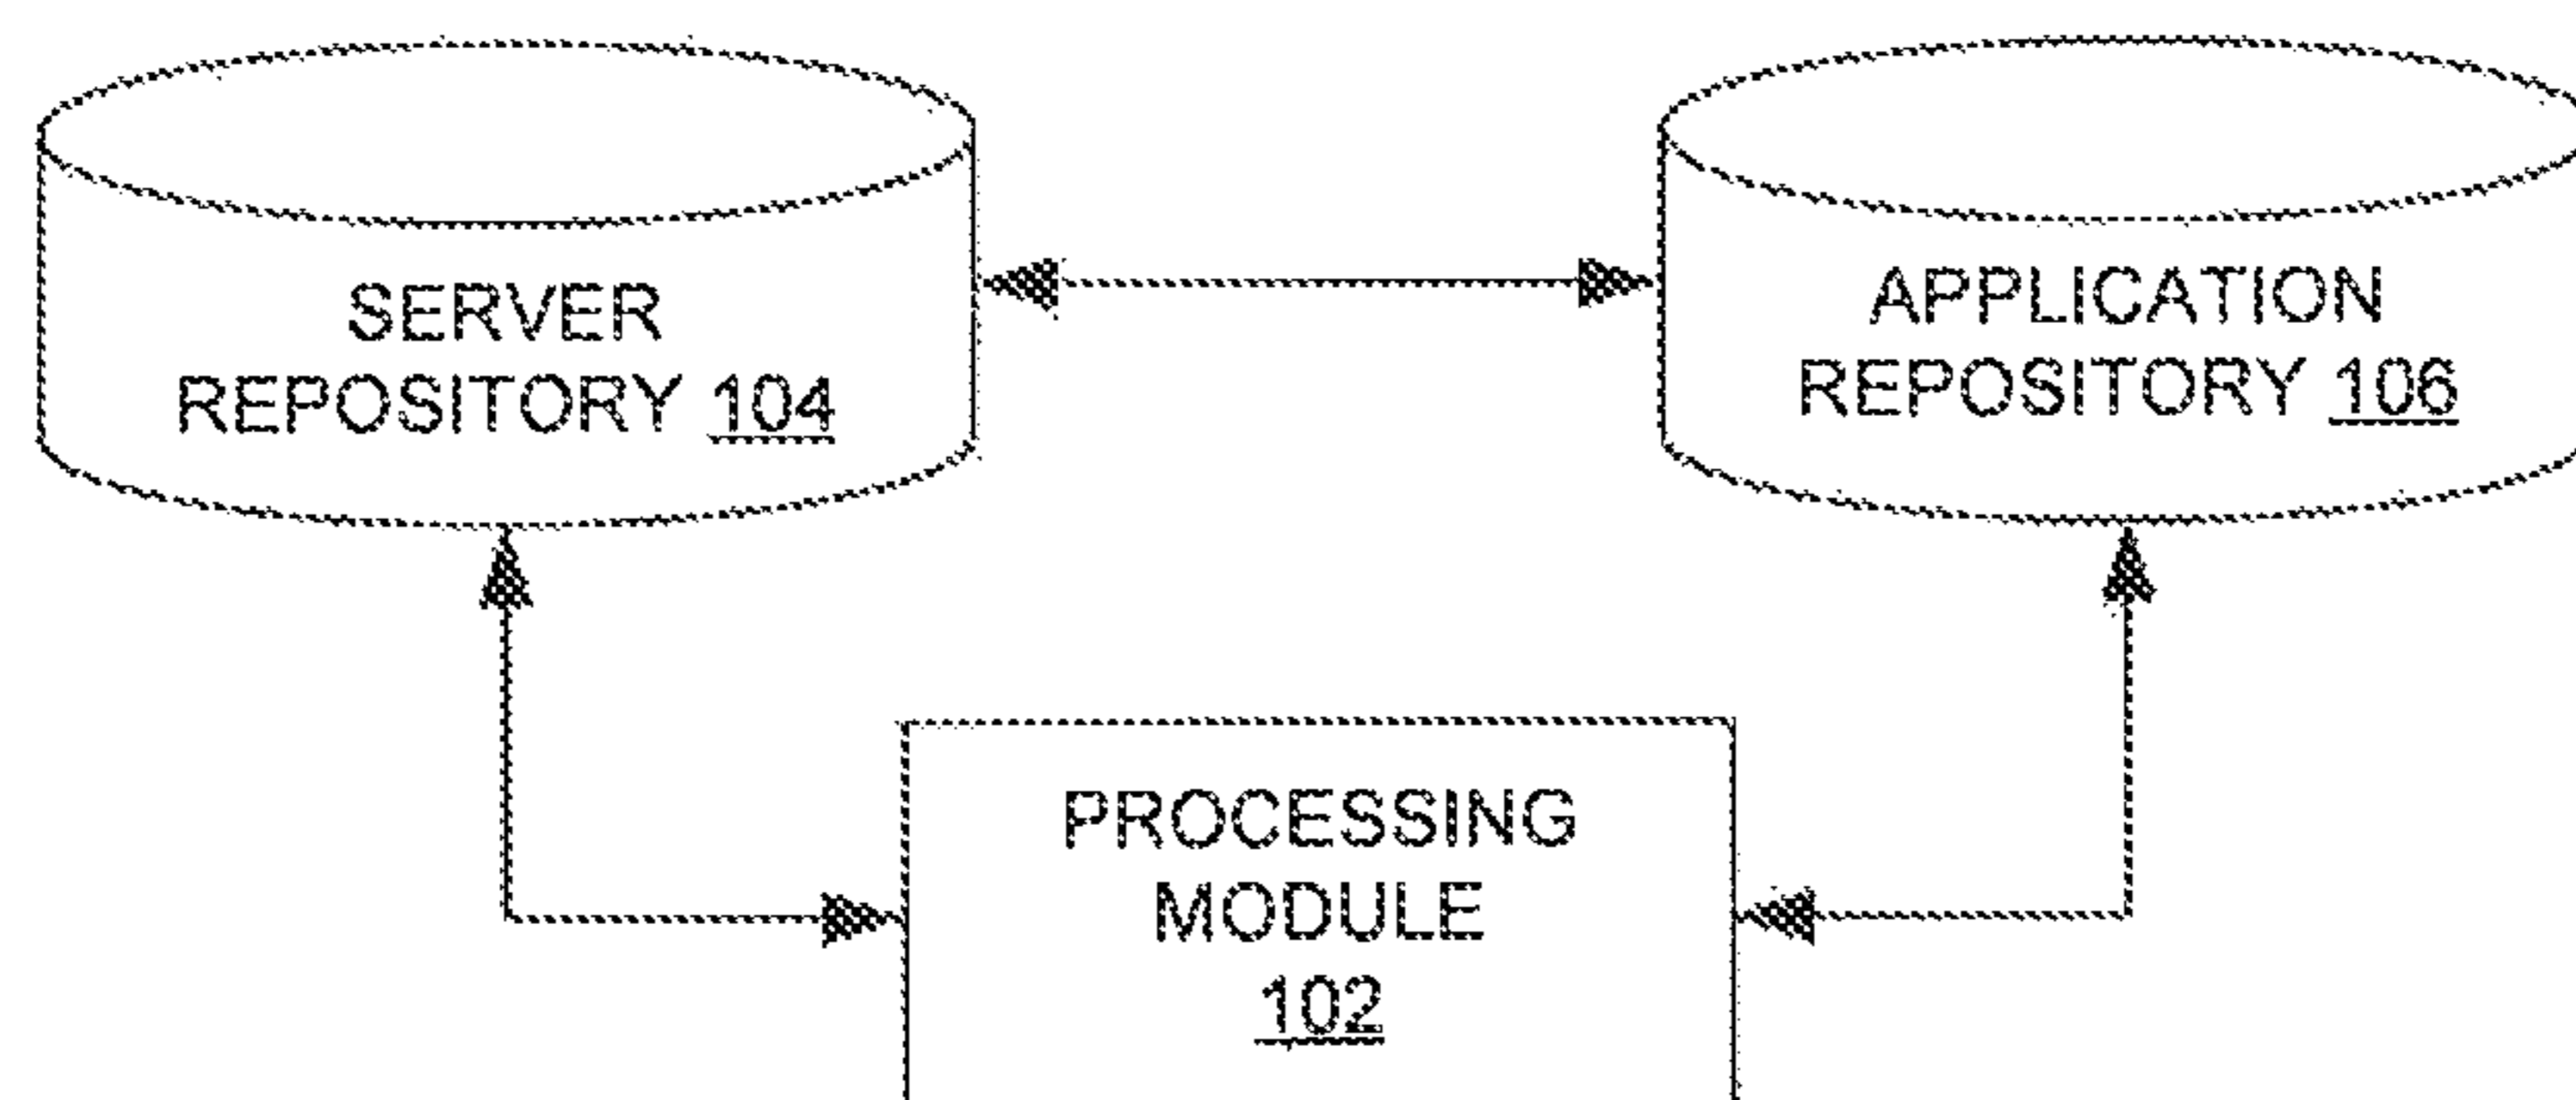 SERVER
REPOSITORY 104
APPLICATION
REPOSITORY 106
PROCESSING
MODULE
102